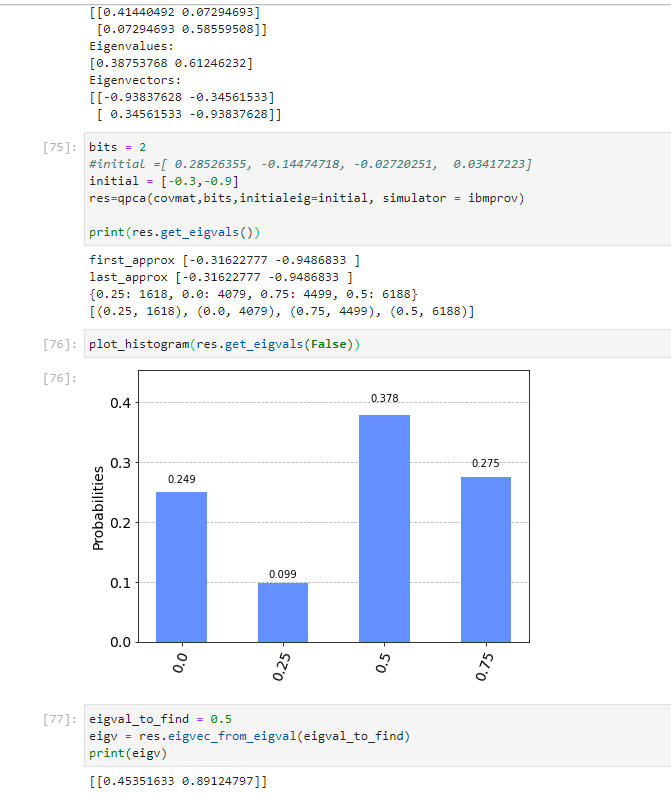 [[0.41440492 0.07294693]
[0.07294693 0.58559508]]
Eigenvalues:
[0.38753768 0.61246232]
Eigenvectors:
[[-0.93837628 -0.34561533]
[ 0.34561533 -0.93837628]]
[75]: bits = 2
#initial =[ 0.28526355, -0.14474718, -0.02720251,  0.03417223]
initial = [-0.3,-0.9]
res=qpca(covmat,bits,initialeig=initial, simulator = ibmprov)
print(res.get_eigvals())
first_approx [-0.31622777 -0.9486833 ]
last_approx [-0.31622777 -0.9486833 ]
{0.25: 1618, 0.0: 4079, 0.75: 4499, 0.5: 6188}
[(0.25, 1618), (0.0, 4079), (0.75, 4499), (0.5, 6188)]
[76]: plot_histogram(res.get_eigvals(False))
[76]:
Probabilities
0.4
0.3
0.2
0.1
0.0
0.249
0.099
0.378
0.275
0.0
0.25
0.5
0.75
[77]: eigval_to_find = 0.5
eigv = res.eigvec_from_eigval(eigval_to_find)
print(eigv)
[[0.45351633 0.89124797]]